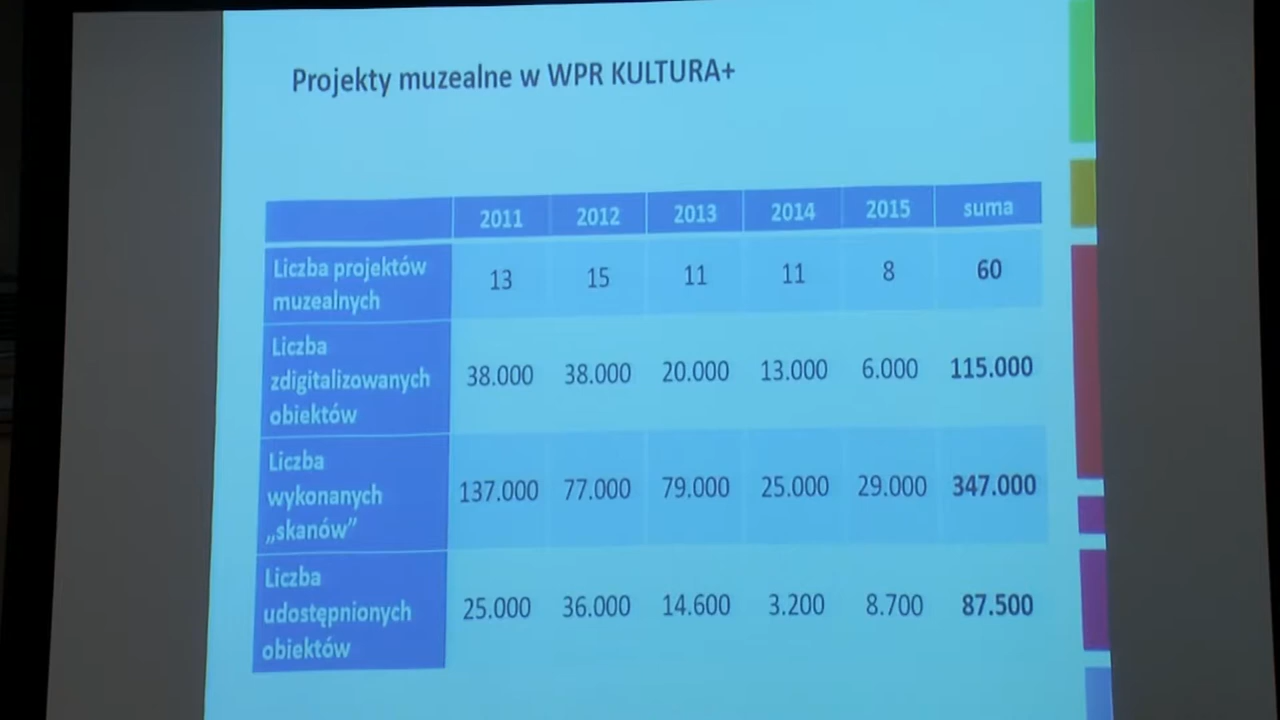 Projekty muzealne w WPR KULTURA+
2011 2012 2013 2014 2015 suma
Liczba projektów
muzealnych
13 15 11 11 8 60
Liczba
zdigitalizowanych
obiektów
38.000 38.000 20.000 13.000 6.000 115.000
Liczba
wykonanych
„skanów”
137.000 77.000 79.000 25.000 29.000 347.000
Liczba
udostępnionych
obiektów
25.000 36.000 14.600 3.200 8.700 87.500